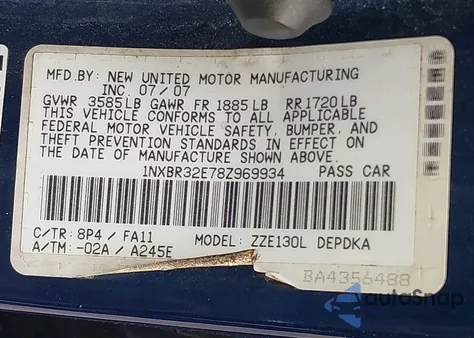 MFD.BY: NEW UNITED MOTOR MANUFACTURING
INC. 07/07
GVWR 3585LB GAWR FR 1885LB RR1720LB
THIS VEHICLE CONFORMS TO ALL APPLICABLE
FEDERAL MOTOR VEHICLE SAFETY, BUMPER, AND
THEFT PREVENTION STANDARDS IN EFFECT ON
THE DATE OF MANUFACTURE SHOWN ABOVE.
1NXBR32E78Z969934 PASS CAR
C/TR: 8P4 / FA11 MODEL: ZZE130L DEPDKA
A/TM: -02A / A245E
BA4356488
autoSnap